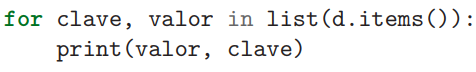 for clave, valor in list(d.items()):
    print(valor, clave)